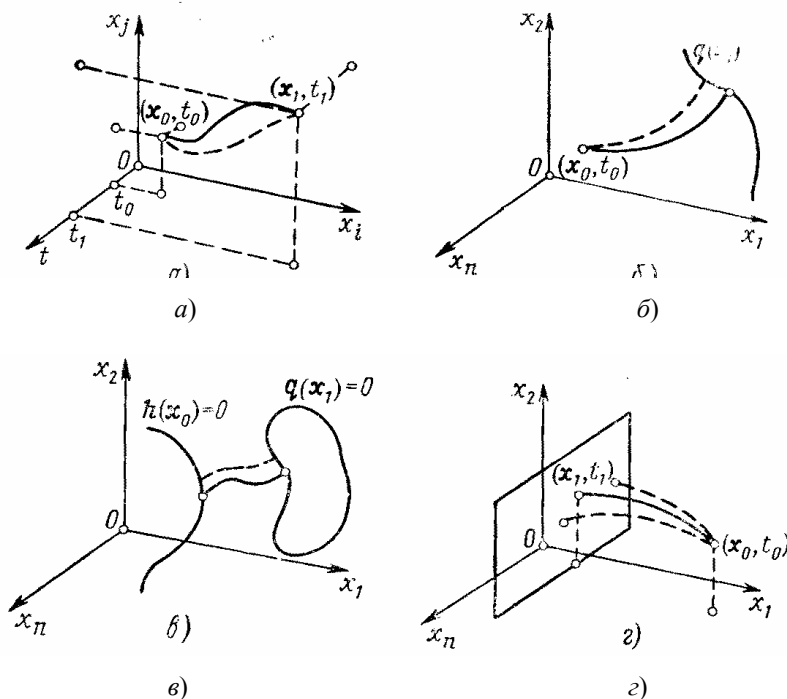 x_j
(x_0, t_0)
(x_1, t_1)
0
t_0
t_1
t
x_i
а)
x_2
(x_0, t_0)
0
x_1
x_n
б)
x_2
h(x_0)=0
q(x_1)=0
0
x_1
x_n
в)
в)
x_2
(x_1, t_1)
0
(x_0, t_0)
x_1
x_n
г)
г)